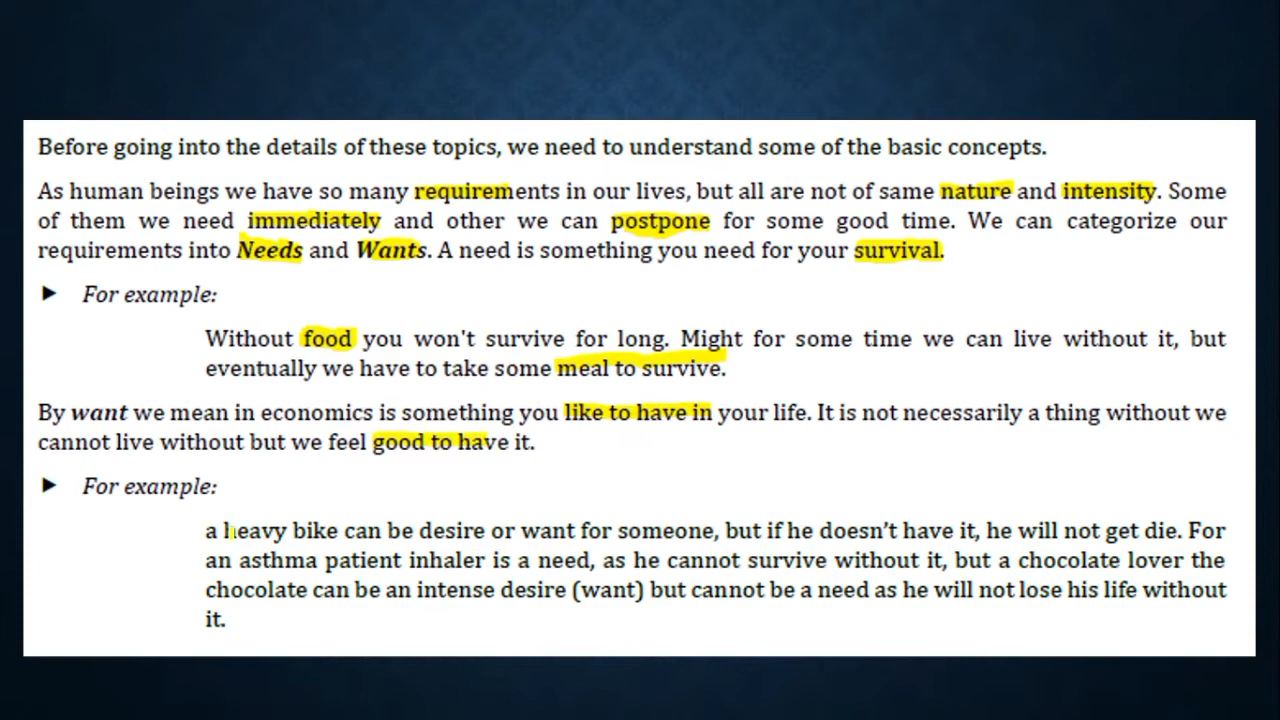 Before going into the details of these topics, we need to understand some of the basic concepts.
As human beings we have so many requirements in our lives, but all are not of same nature and intensity. Some
of them we need immediately and other we can postpone for some good time. We can categorize our
requirements into Needs and Wants. A need is something you need for your survival.
► For example:
Without food you won't survive for long. Might for some time we can live without it, but
eventually we have to take some meal to survive.
By want we mean in economics is something you like to have in your life. It is not necessarily a thing without we
cannot live without but we feel good to have it.
► For example:
a heavy bike can be desire or want for someone, but if he doesn’t have it, he will not get die. For
an asthma patient inhaler is a need, as he cannot survive without it, but a chocolate lover the
chocolate can be an intense desire (want) but cannot be a need as he will not lose his life without
it.